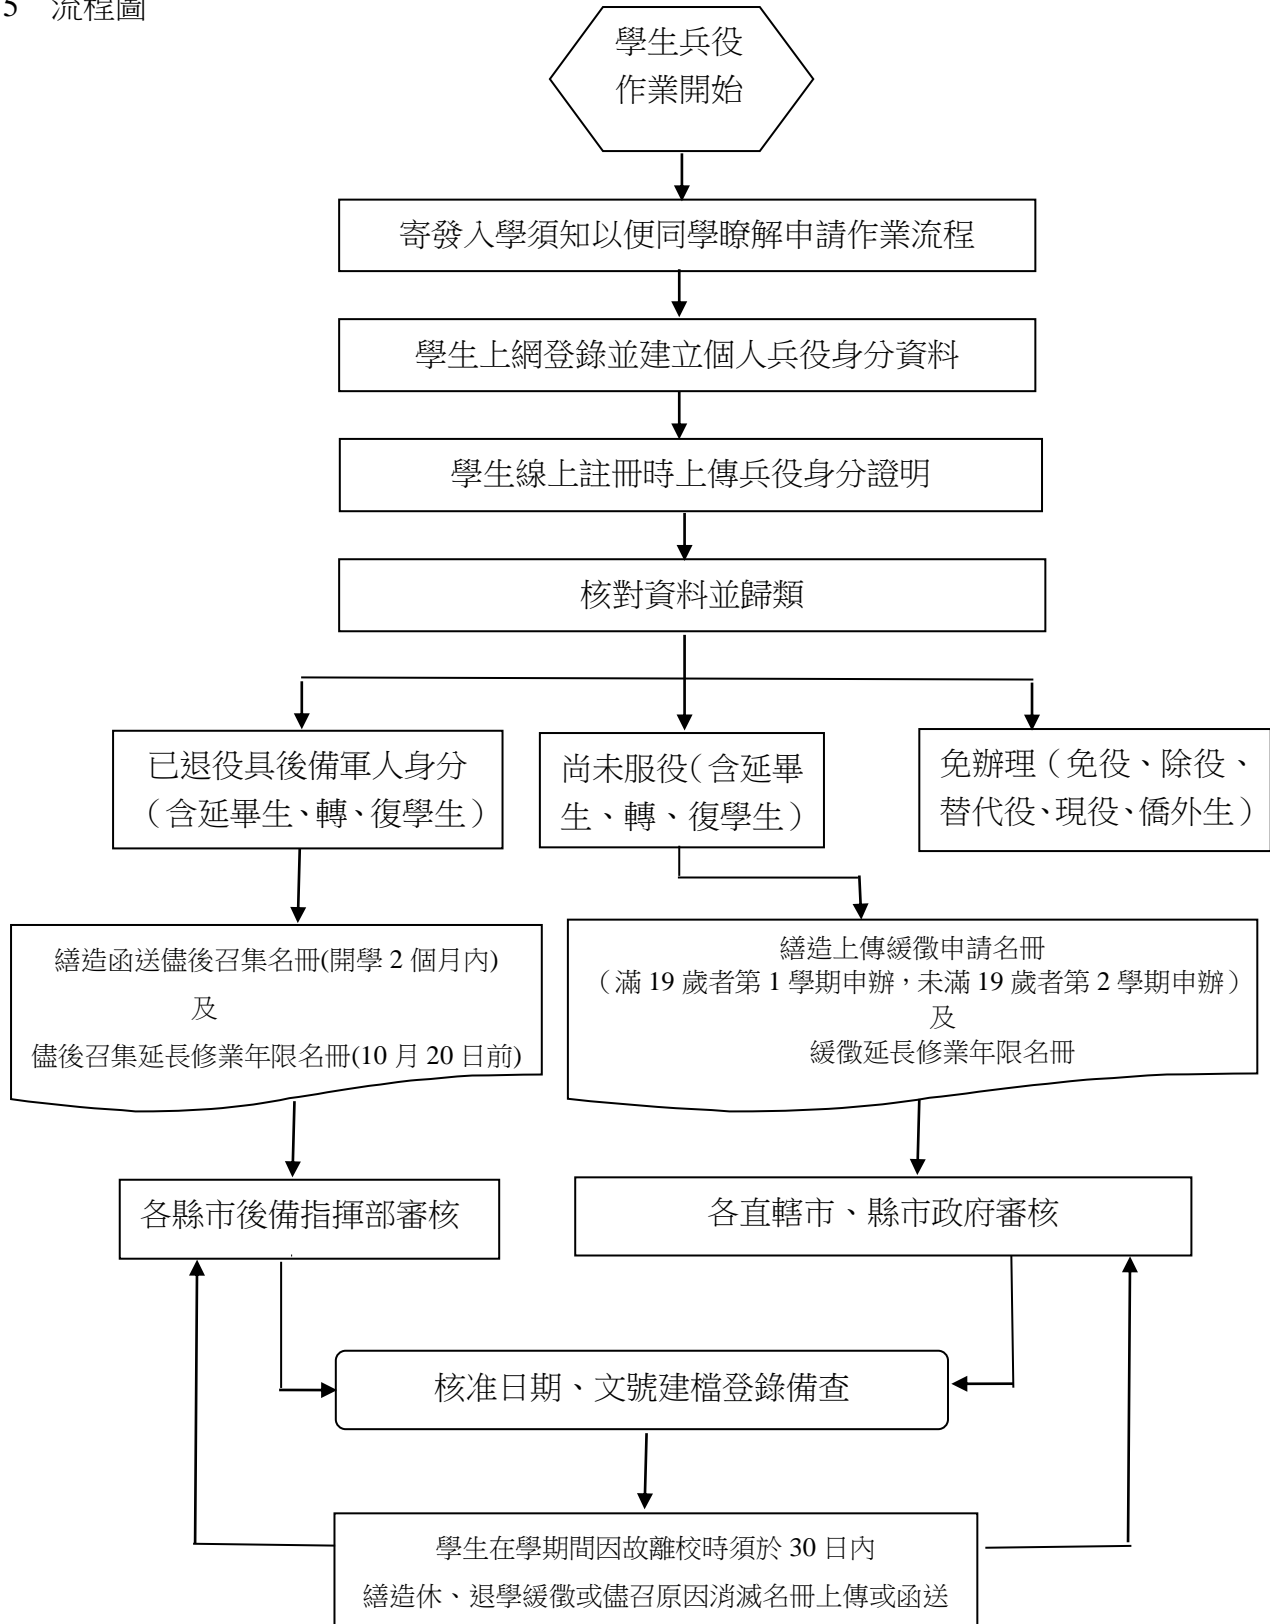 5 流程圖
學生兵役
作業開始
寄發入學須知以便同學瞭解申請作業流程
學生上網登錄並建立個人兵役身分資料
學生線上註冊時上傳兵役身分證明
核對資料並歸類
已退役具後備軍人身分
（含延畢生、轉、復學生）
尚未服役（含延畢
生、轉、復學生）
免辦理（免役、除役、
替代役、現役、僑外生）
繕造函送儘後召集名冊(開學 2 個月內)
及
儘後召集延長修業年限名冊(10 月 20 日前)
繕造上傳緩徵申請名冊
（滿 19 歲者第 1 學期申辦，未滿 19 歲者第 2 學期申辦）
及
緩徵延長修業年限名冊
各縣市後備指揮部審核
各直轄市、縣市政府審核
核准日期、文號建檔登錄備查
學生在學期間因故離校時須於 30 日內
繕造休、退學緩徵或儘召原因消滅名冊上傳或函送